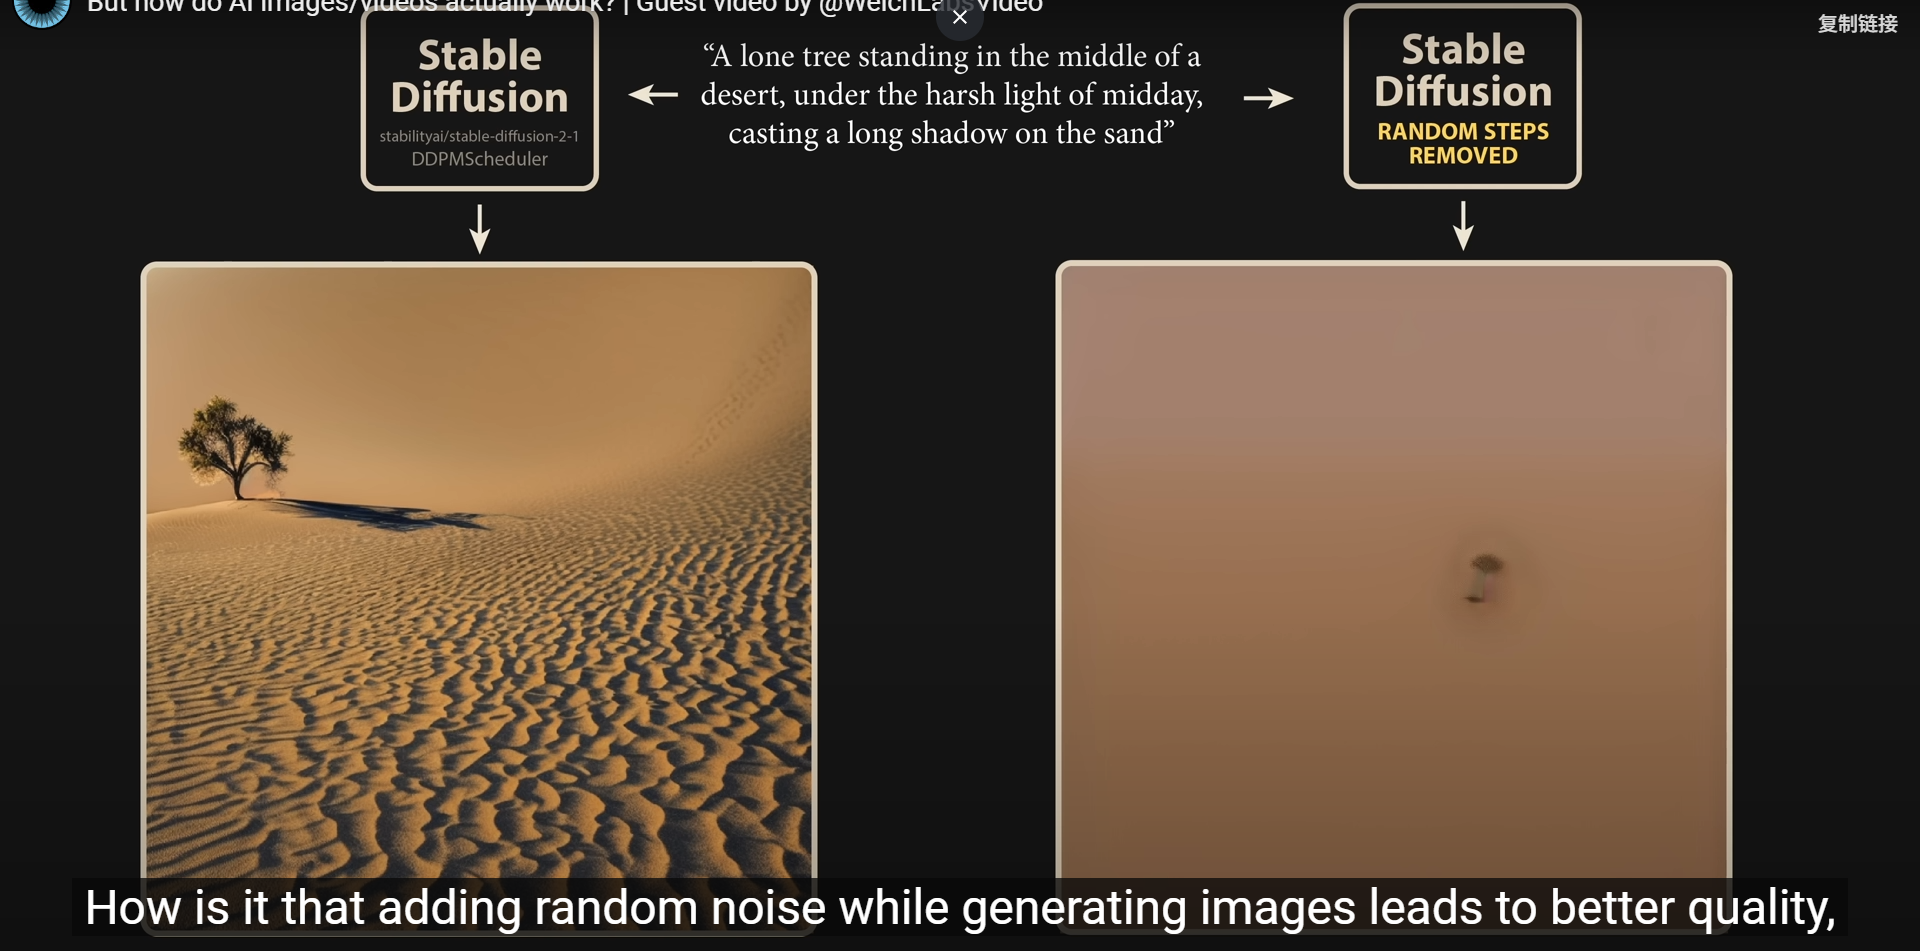 But how do AI images/videos actually work? | Guest video by @WelchLabsVideo
复制链接
Stable
Diffusion
stabilityai/stable-diffusion-2-1
DDPMScheduler
“A lone tree standing in the middle of a
desert, under the harsh light of midday,
casting a long shadow on the sand”
Stable
Diffusion
RANDOM STEPS
REMOVED
How is it that adding random noise while generating images leads to better quality,